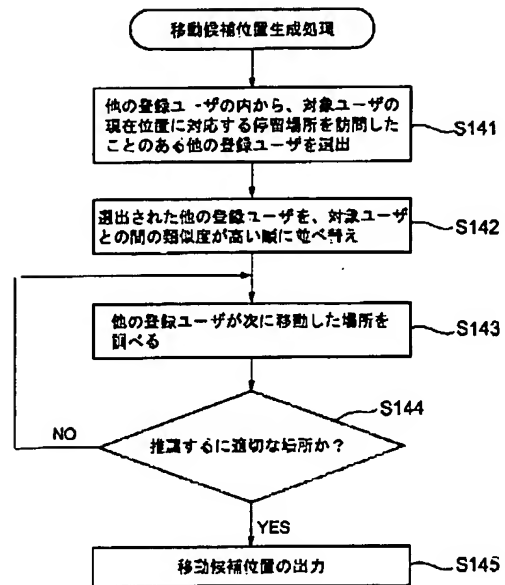 移動候補位置生成処理
他の登録ユーザの内から、対象ユーザの
現在位置に対応する停留場所を訪問した
ことのある他の登録ユーザを選出
S141
選出された他の登録ユーザを、対象ユーザ
との間の類似度が高い順に並べ替え
S142
他の登録ユーザが次に移動した場所を
調べる
S143
S144
推薦するに適切な場所か？
NO
YES
移動候補位置の出力
S145